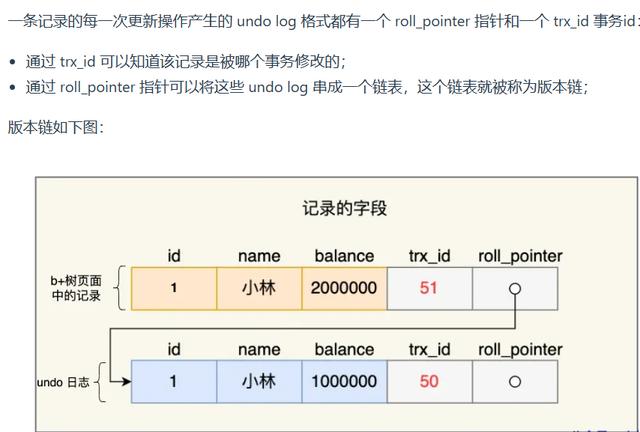 一条记录的每一次更新操作产生的 undo log 格式都有一个 roll_pointer 指针和一个 trx_id 事务id：
• 通过 trx_id 可以知道该记录是被哪个事务修改的；
• 通过 roll_pointer 指针可以将这些 undo log 串成一个链表，这个链表就被称为版本链；
版本链如下图：
记录的字段
id name balance trx_id roll_pointer
b+树页面
中的记录
1 小林 2000000 51
id name balance trx_id roll_pointer
undo 日志
1 小林 1000000 50